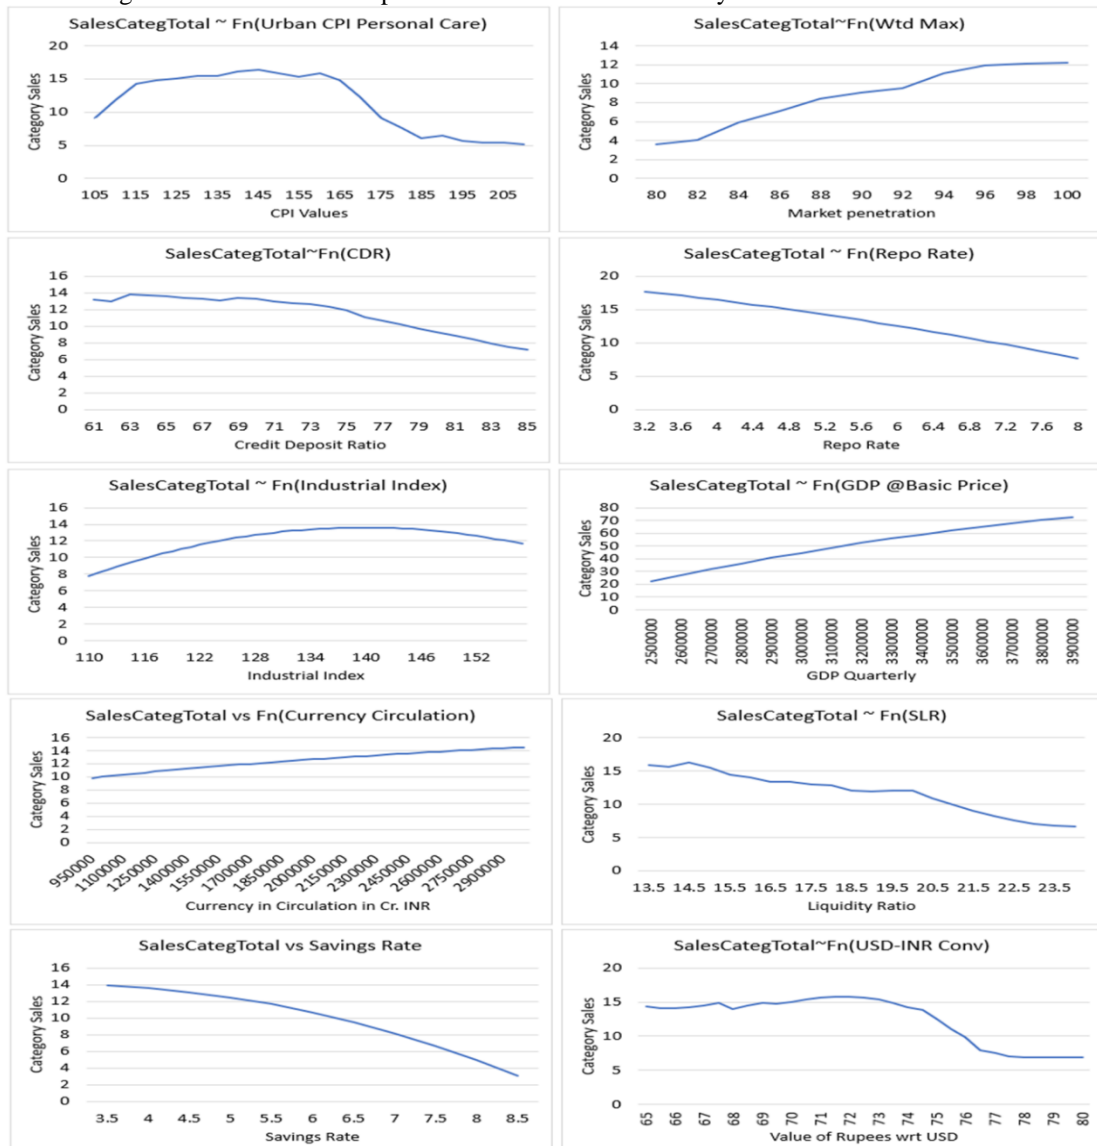 SalesCategTotal ~ Fn(Urban CPI Personal Care)
20
15
10
5
0
Category Sales
105 115 125 135 145 155 165 175 185 195 205
CPI Values
SalesCategTotal~Fn(Wtd Max)
14
12
10
8
6
4
2
0
Category Sales
80 82 84 86 88 90 92 94 96 98 100
Market penetration
SalesCategTotal~Fn(CDR)
16
14
12
10
8
6
4
2
0
Category Sales
61 63 65 67 69 71 73 75 77 79 81 83 85
Credit Deposit Ratio
SalesCategTotal ~ Fn(Repo Rate)
20
15
10
5
0
Category Sales
3.2 3.6 4 4.4 4.8 5.2 5.6 6 6.4 6.8 7.2 7.6 8
Repo Rate
SalesCategTotal ~ Fn(Industrial Index)
16
14
12
10
8
6
4
2
0
Category Sales
110 116 122 128 134 140 146 152
Industrial Index
SalesCategTotal ~ Fn(GDP @Basic Price)
80
70
60
50
40
30
20
10
0
Category Sales
2500000 2600000 2700000 2800000 2900000 3000000 3100000 3200000 3300000 3400000 3500000 3600000 3700000 3800000 3900000
GDP Quarterly
SalesCategTotal vs Fn(Currency Circulation)
16
14
12
10
8
6
4
2
0
Category Sales
950000 1100000 1250000 1400000 1550000 1700000 1850000 2000000 2150000 2300000 2450000 2600000 2750000 2900000
Currency in Circulation in Cr. INR
SalesCategTotal ~ Fn(SLR)
20
15
10
5
0
Category Sales
13.5 14.5 15.5 16.5 17.5 18.5 19.5 20.5 21.5 22.5 23.5
Liquidity Ratio
SalesCategTotal vs Savings Rate
16
14
12
10
8
6
4
2
0
Category Sales
3.5 4 4.5 5 5.5 6 6.5 7 7.5 8 8.5
Savings Rate
SalesCategTotal~Fn(USD-INR Conv)
20
15
10
5
0
Category Sales
65 66 67 68 69 70 71 72 73 74 75 76 77 78 79 80
Value of Rupees wrt USD